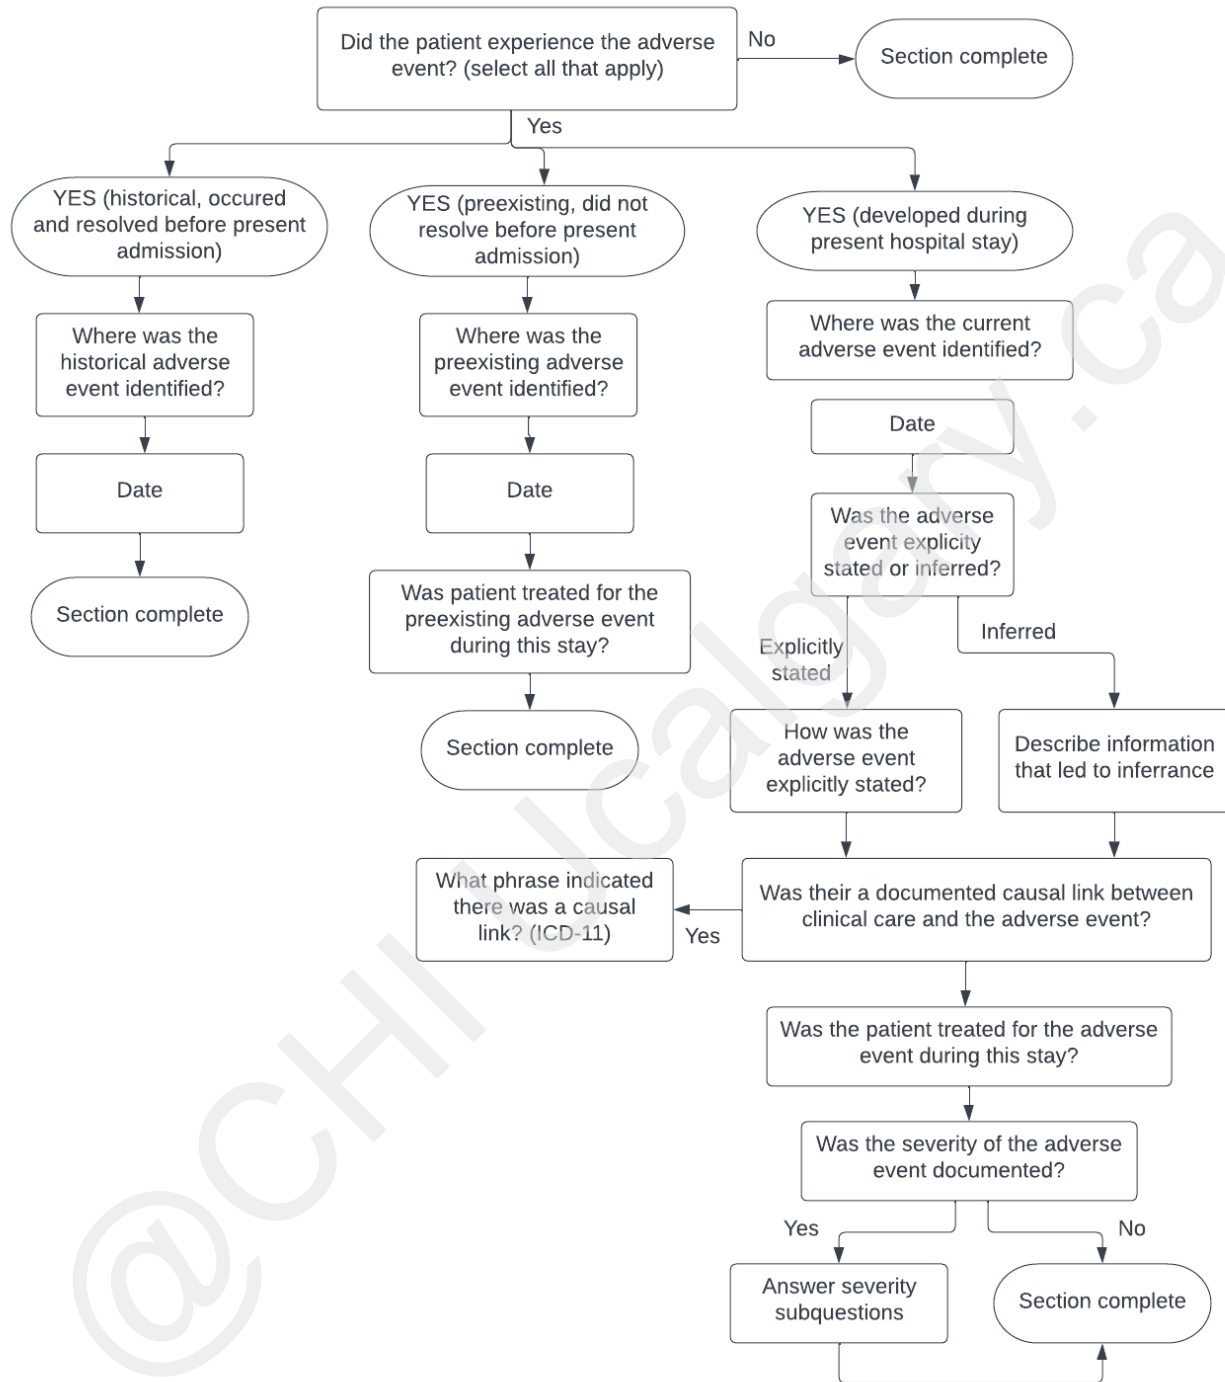 Did the patient experience the adverse
event? (select all that apply)
No
Section complete
Yes
YES (historical, occured
and resolved before present
admission)
YES (preexisting, did not
resolve before present
admission)
YES (developed during
present hospital stay)
Where was the
historical adverse
event identified?
Where was the
preexisting adverse
event identified?
Where was the current
adverse event identified?
Date
Date
Date
Was the adverse
event explicity
stated or inferred?
Section complete
Was patient treated for the
preexisting adverse event
during this stay?
Explicitly
stated
Inferred
Section complete
How was the
adverse event
explicitly stated?
Describe information
that led to inferrance
What phrase indicated
there was a causal
link? (ICD-11)
Yes
Was their a documented causal link between
clinical care and the adverse event?
Was the patient treated for the adverse
event during this stay?
Was the severity of the adverse
event documented?
Yes
No
Answer severity
subquestions
Section complete
@CHI Ucalgary.ca